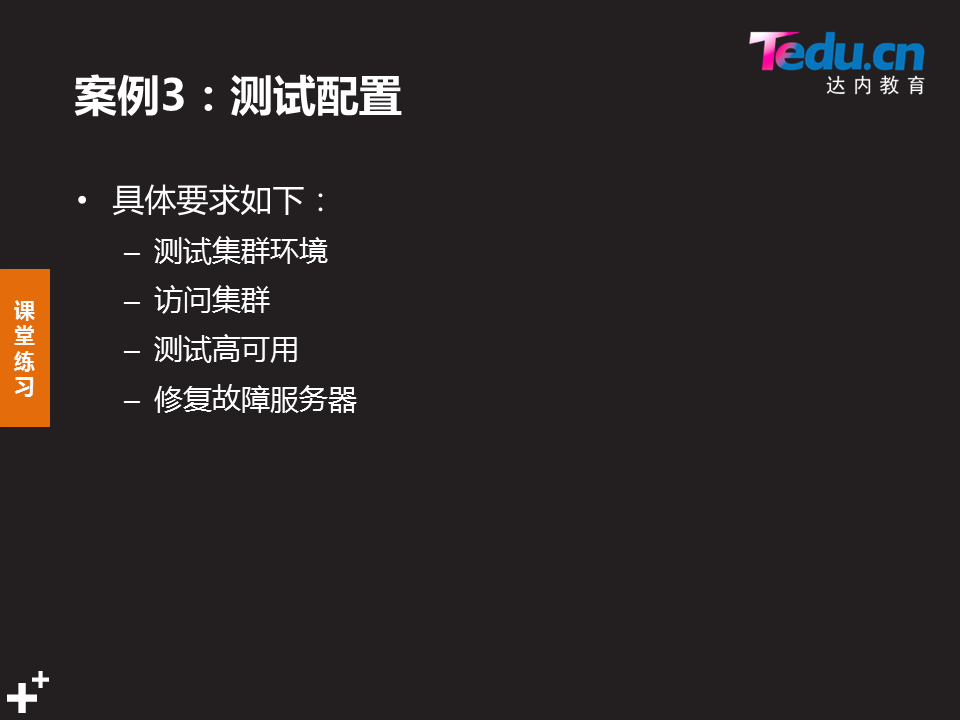 Tedu.cn
达内教育
案例3：测试配置
• 具体要求如下：
– 测试集群环境
– 访问集群
– 测试高可用
– 修复故障服务器
课
堂
练
习